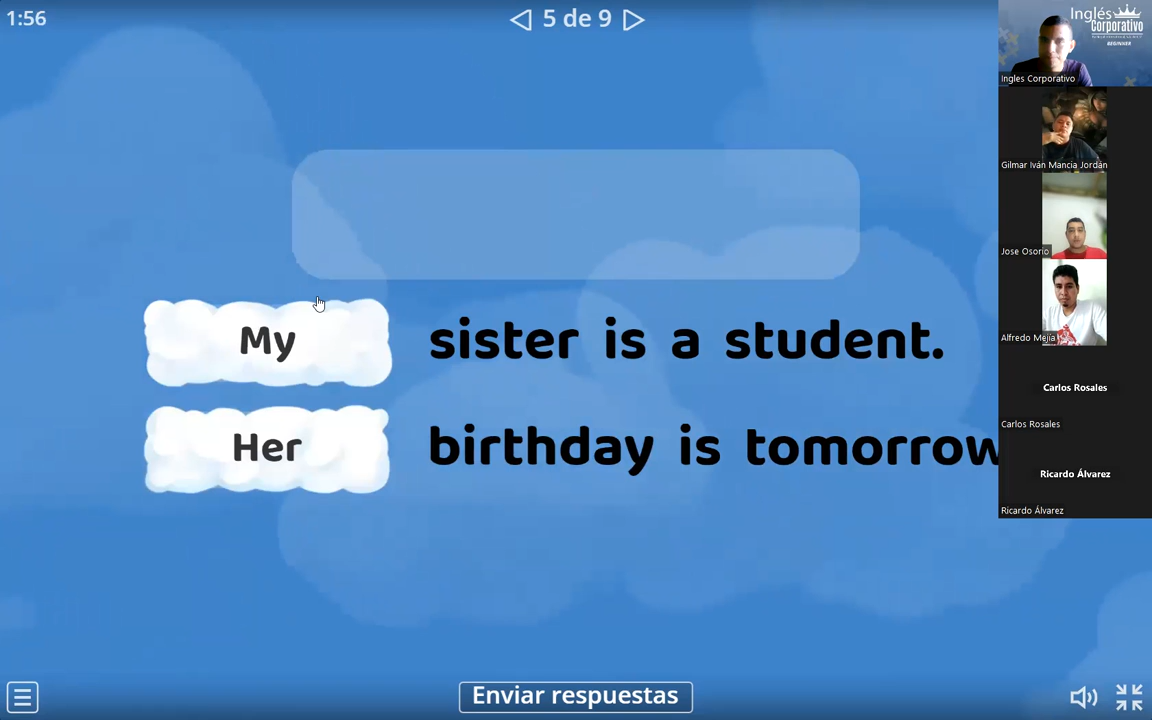 1:56
5 de 9
My sister is a student.
Her birthday is tomorrow
Enviar respuestas
Inglés
Corporativo
BEGINNER
Ingles Corporativo
Gilmar Iván Mancia Jordán
Jose Osorio
Alfredo Mejia
Carlos Rosales
Carlos Rosales
Ricardo Álvarez
Ricardo Álvarez